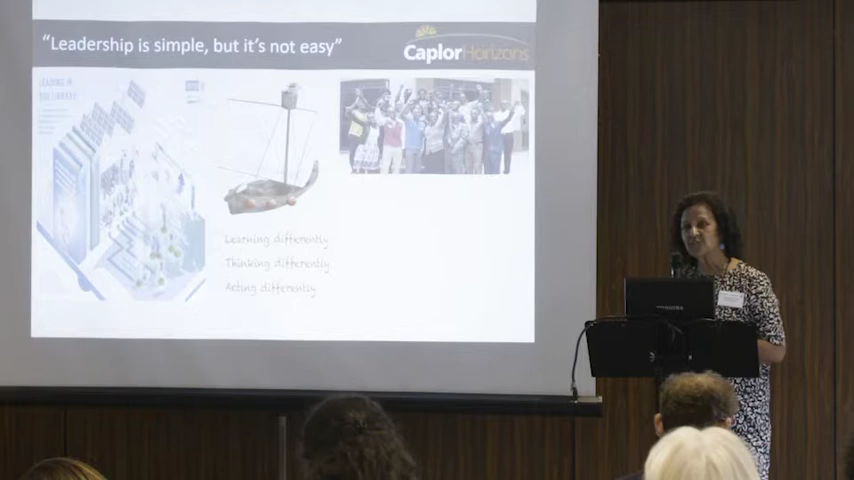 “Leadership is simple, but it’s not easy”
CaplorHorizons
Learning differently
Thinking differently
Acting differently